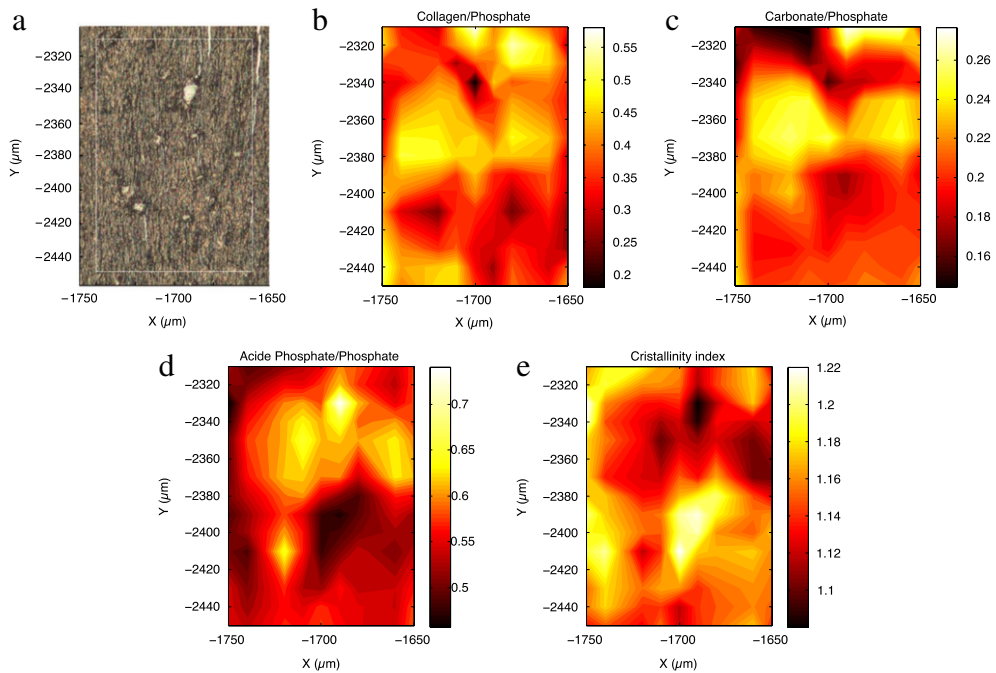 a
−2320
−2340
−2360
−2380
−2400
−2420
−2440
Y (µm)
−1750 −1700 −1650
X (µm)
b
Collagen/Phosphate
−2320
−2340
−2360
−2380
−2400
−2420
−2440
Y (µm)
−1750 −1700 −1650
X (µm)
0.55
0.5
0.45
0.4
0.35
0.3
0.25
0.2
c
Carbonate/Phosphate
−2320
−2340
−2360
−2380
−2400
−2420
−2440
Y (µm)
−1750 −1700 −1650
X (µm)
0.26
0.24
0.22
0.2
0.18
0.16
d
Acide Phosphate/Phosphate
−2320
−2340
−2360
−2380
−2400
−2420
−2440
Y (µm)
−1750 −1700 −1650
X (µm)
0.7
0.65
0.6
0.55
0.5
e
Cristallinity index
−2320
−2340
−2360
−2380
−2400
−2420
−2440
Y (µm)
−1750 −1700 −1650
X (µm)
1.22
1.2
1.18
1.16
1.14
1.12
1.1